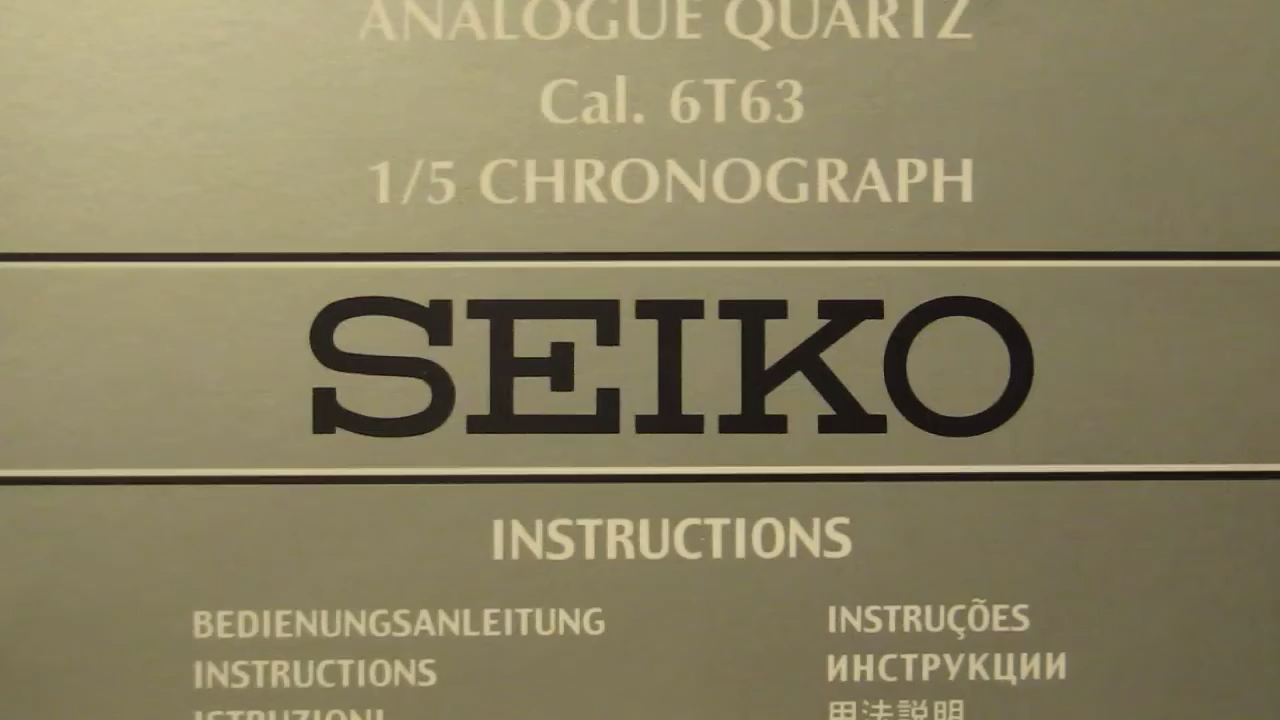 ANALOGUE QUARTZ
Cal. 6T63
1/5 CHRONOGRAPH
SEIKO
INSTRUCTIONS
BEDIENUNGSANLEITUNG
INSTRUÇÕES
INSTRUCTIONS
ИНСТРУКЦИИ
ISTRUZIONI
用法説明